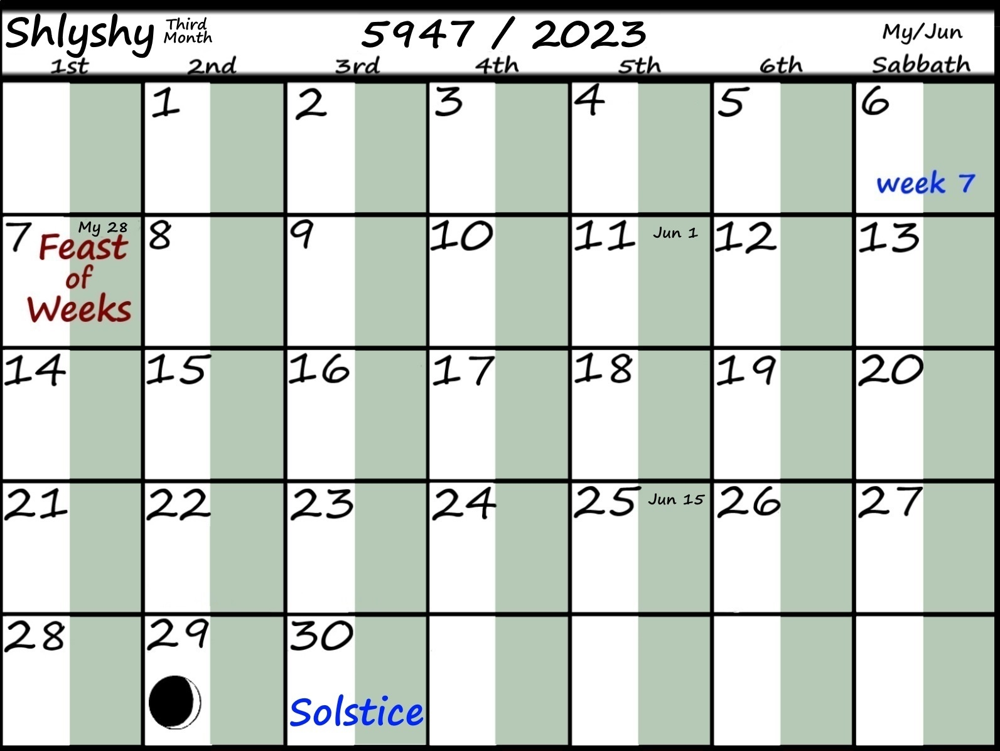 Shlyshy Third Month 5947 / 2023 My/Jun
1st 2nd 3rd 4th 5th 6th Sabbath
1 2 3 4 5 6
week 7
7 My 28 8 9 10 11 Jun 1 12 13
Feast
of
Weeks
14 15 16 17 18 19 20
21 22 23 24 25 Jun 15 26 27
28 29 30
Solstice